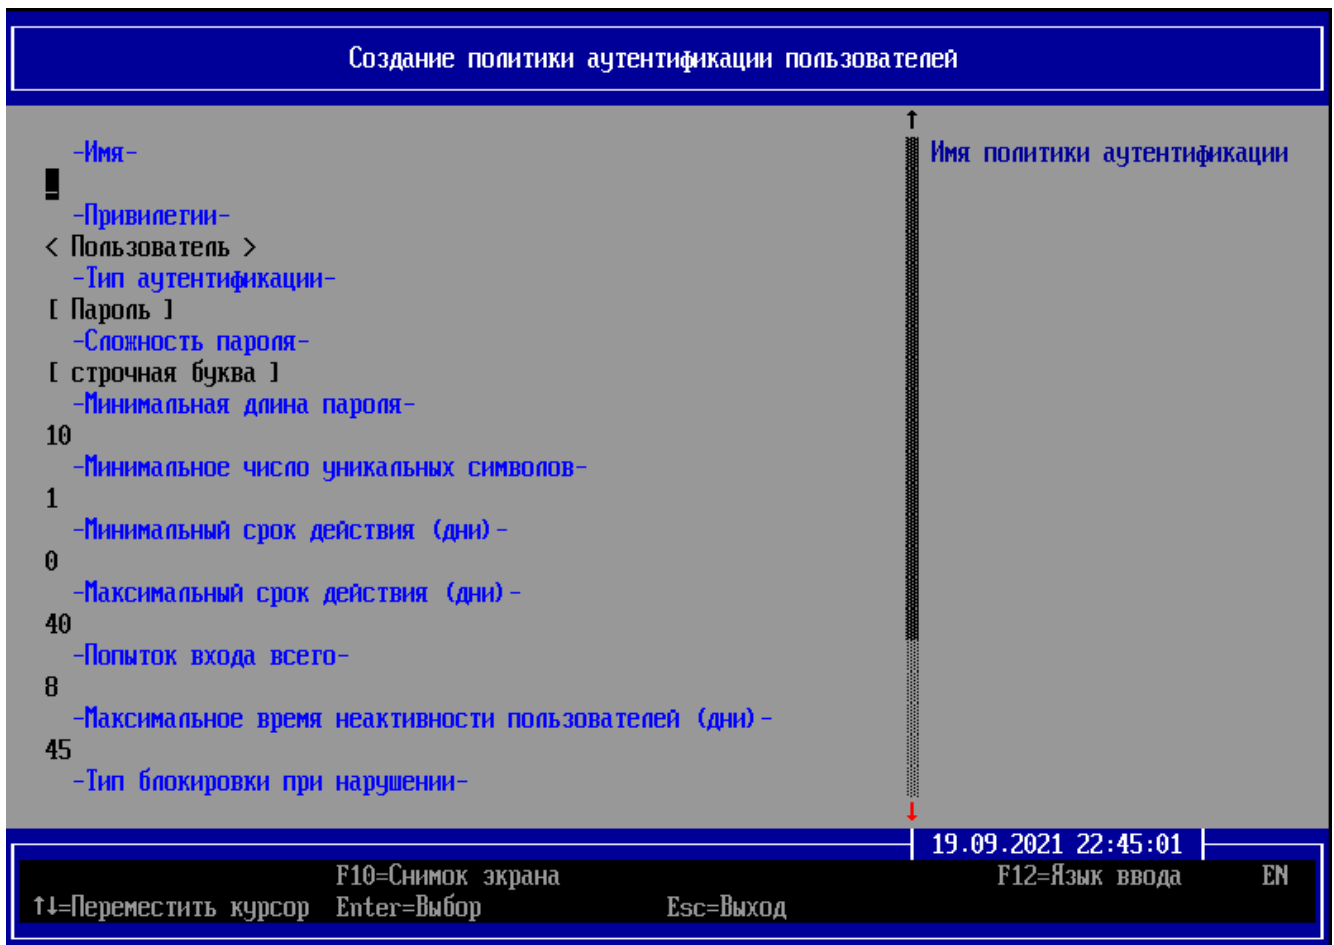 Создание политики аутентификации пользователей
↑
-Имя-
Имя политики аутентификации
_
-Привилегии-
< Пользователь >
-Тип аутентификации-
[ Пароль ]
-Сложность пароля-
[ строчная буква ]
-Минимальная длина пароля-
10
-Минимальное число уникальных символов-
1
-Минимальный срок действия (дни)-
0
-Максимальный срок действия (дни)-
40
-Попыток входа всего-
8
-Максимальное время неактивности пользователей (дни)-
45
-Тип блокировки при нарушении-
↓
19.09.2021 22:45:01
F10=Снимок экрана F12=Язык ввода EN
↑↓=Переместить курсор Enter=Выбор Esc=Выход